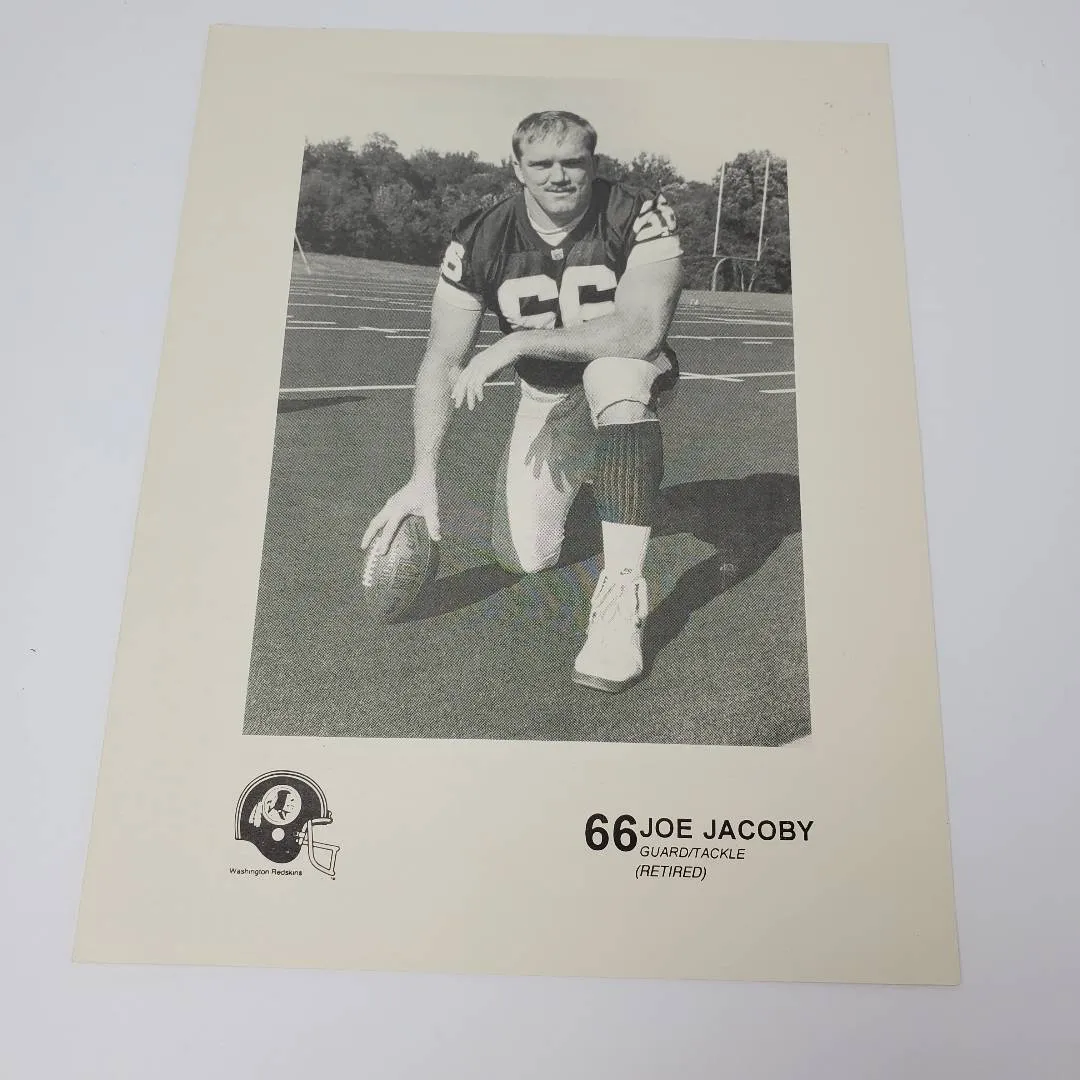 66
66
Washington Redskins
66 JOE JACOBY
GUARD/TACKLE
(RETIRED)